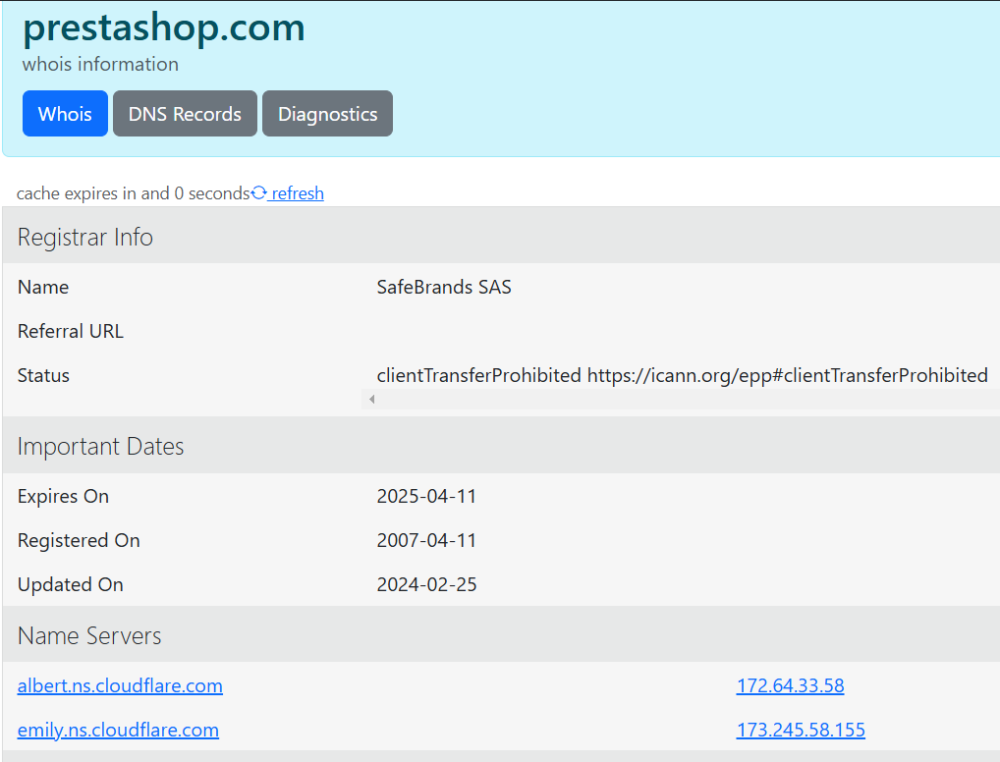 prestashop.com
whois information
Whois DNS Records Diagnostics
cache expires in and 0 seconds refresh
Registrar Info
Name SafeBrands SAS
Referral URL
Status clientTransferProhibited https://icann.org/epp#clientTransferProhibited
Important Dates
Expires On 2025-04-11
Registered On 2007-04-11
Updated On 2024-02-25
Name Servers
albert.ns.cloudflare.com 172.64.33.58
emily.ns.cloudflare.com 173.245.58.155